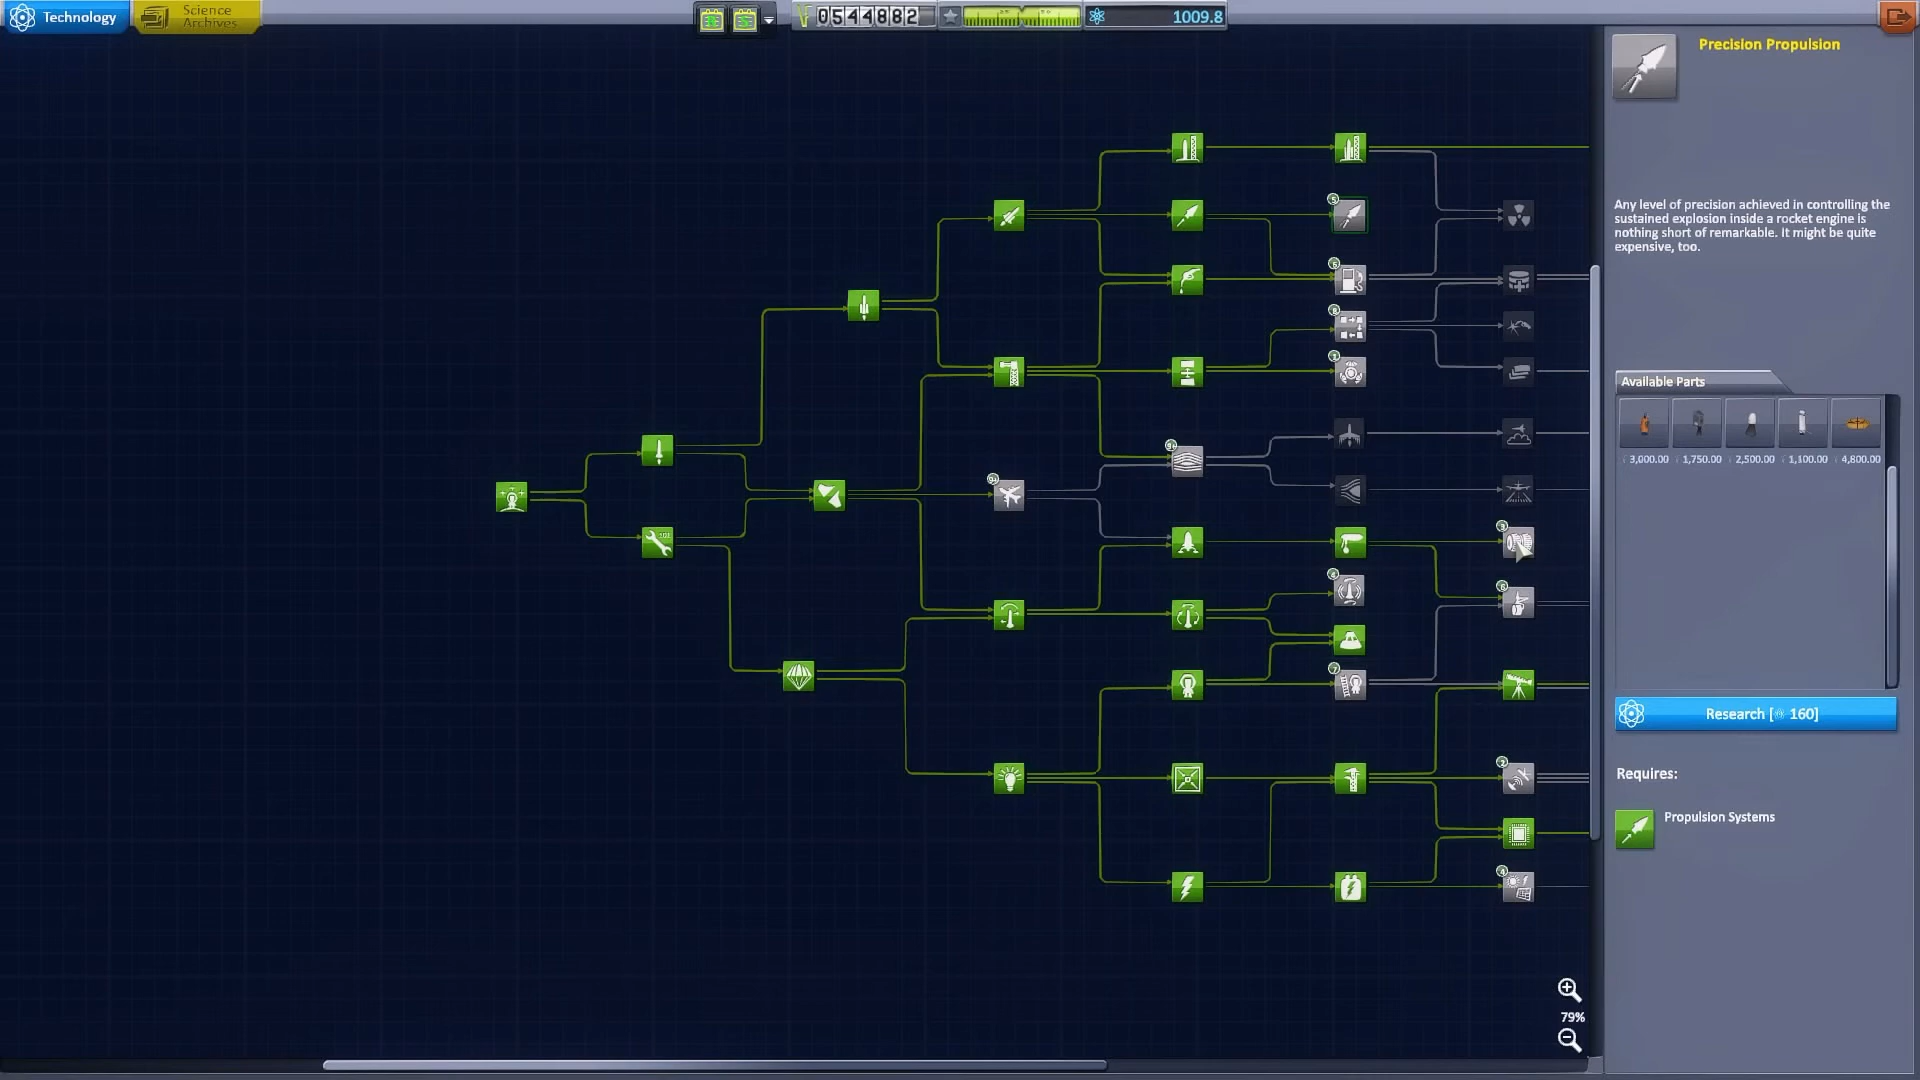 Technology
Science
Archives
0544882
1009.8
Precision Propulsion
Any level of precision achieved in controlling the
sustained explosion inside a rocket engine is
nothing short of remarkable. It might be quite
expensive, too.
Available Parts
3,000.00 1,750.00 2,500.00 1,100.00 4,800.00
Research [ 160]
Requires:
Propulsion Systems
79%